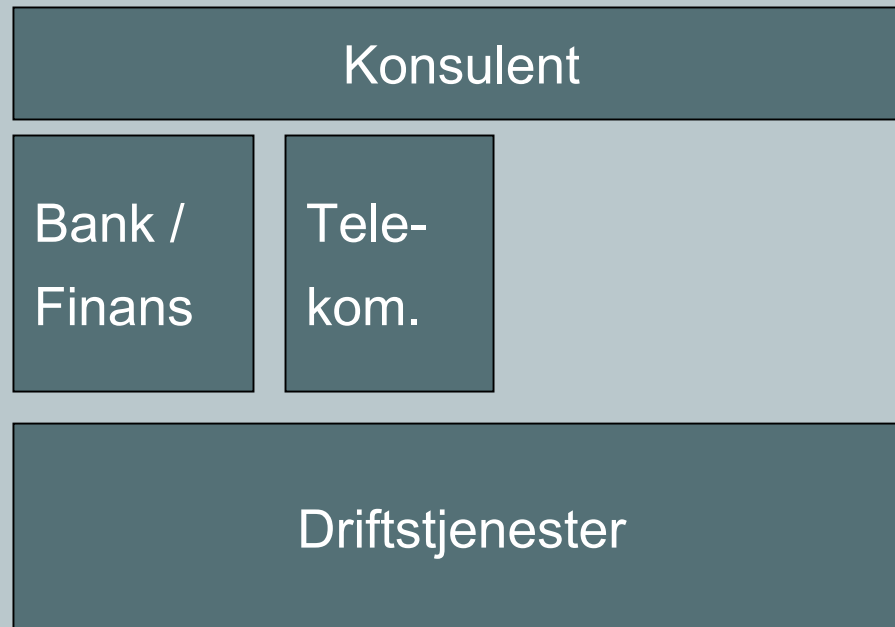 Konsulent
Bank /
Finans
Tele-
kom.
Driftstjenester